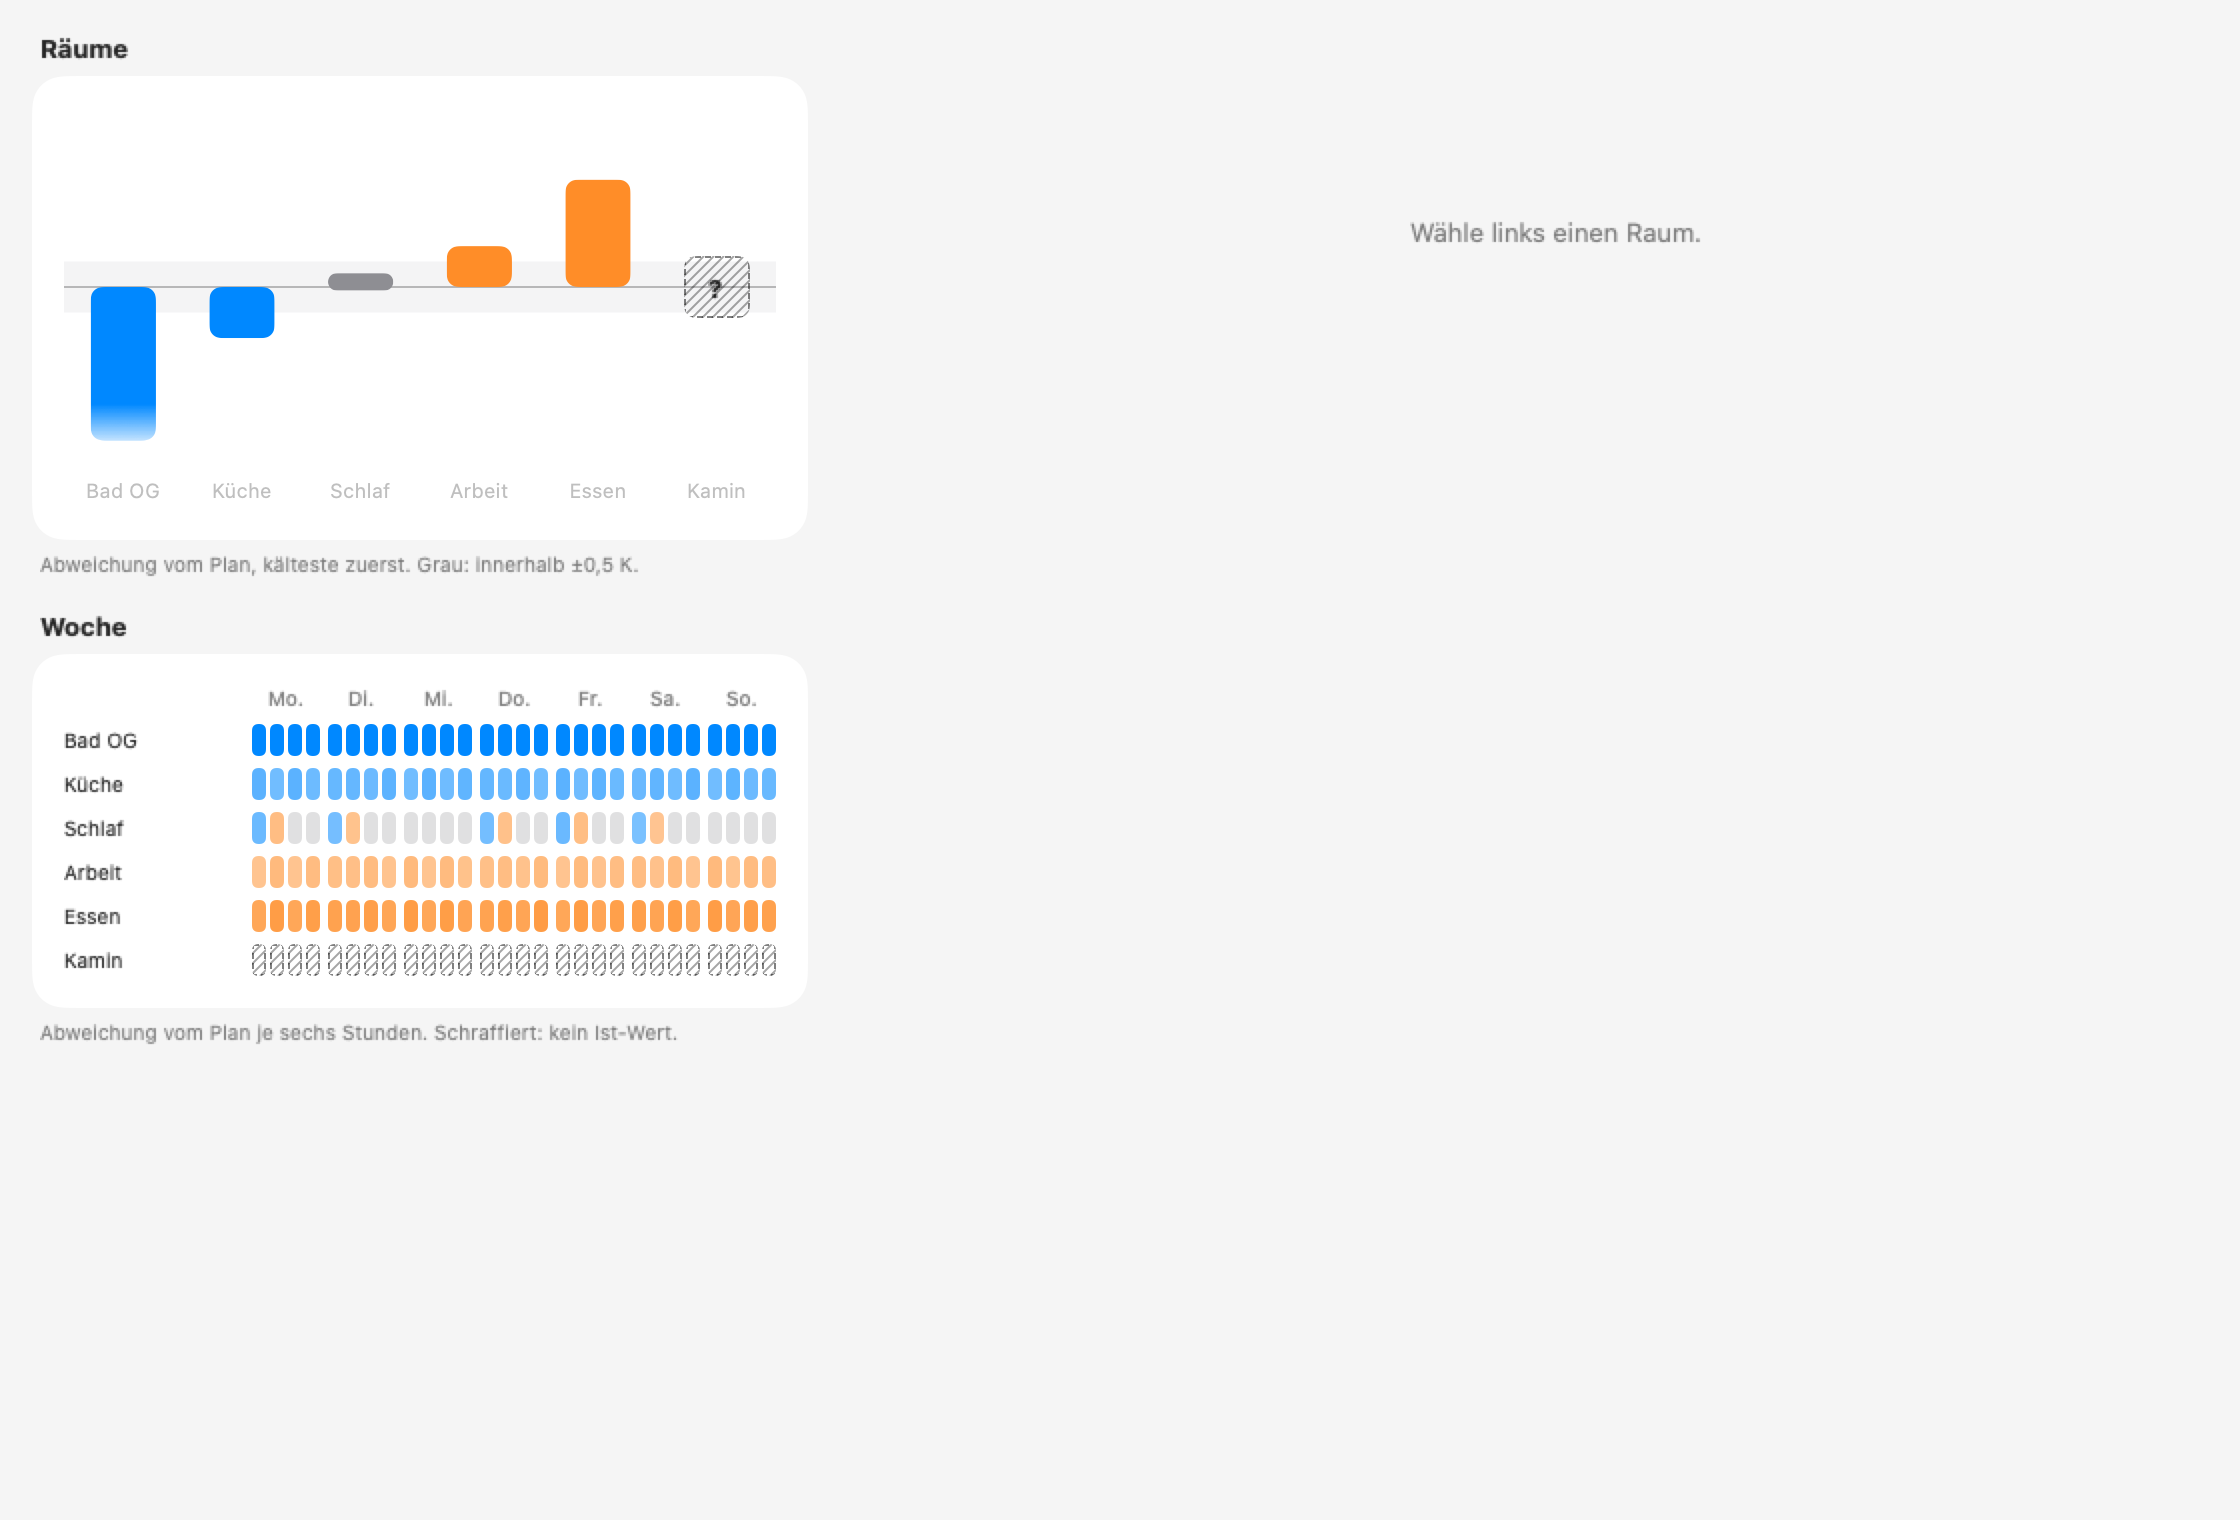 Räume
Wähle links einen Raum.
?
Bad OG Küche Schlaf Arbeit Essen Kamin
Abweichung vom Plan, kälteste zuerst. Grau: innerhalb ±0,5 K.
Woche
Mo. Di. Mi. Do. Fr. Sa. So.
Bad OG
Küche
Schlaf
Arbeit
Essen
Kamin
Abweichung vom Plan je sechs Stunden. Schraffiert: kein Ist-Wert.